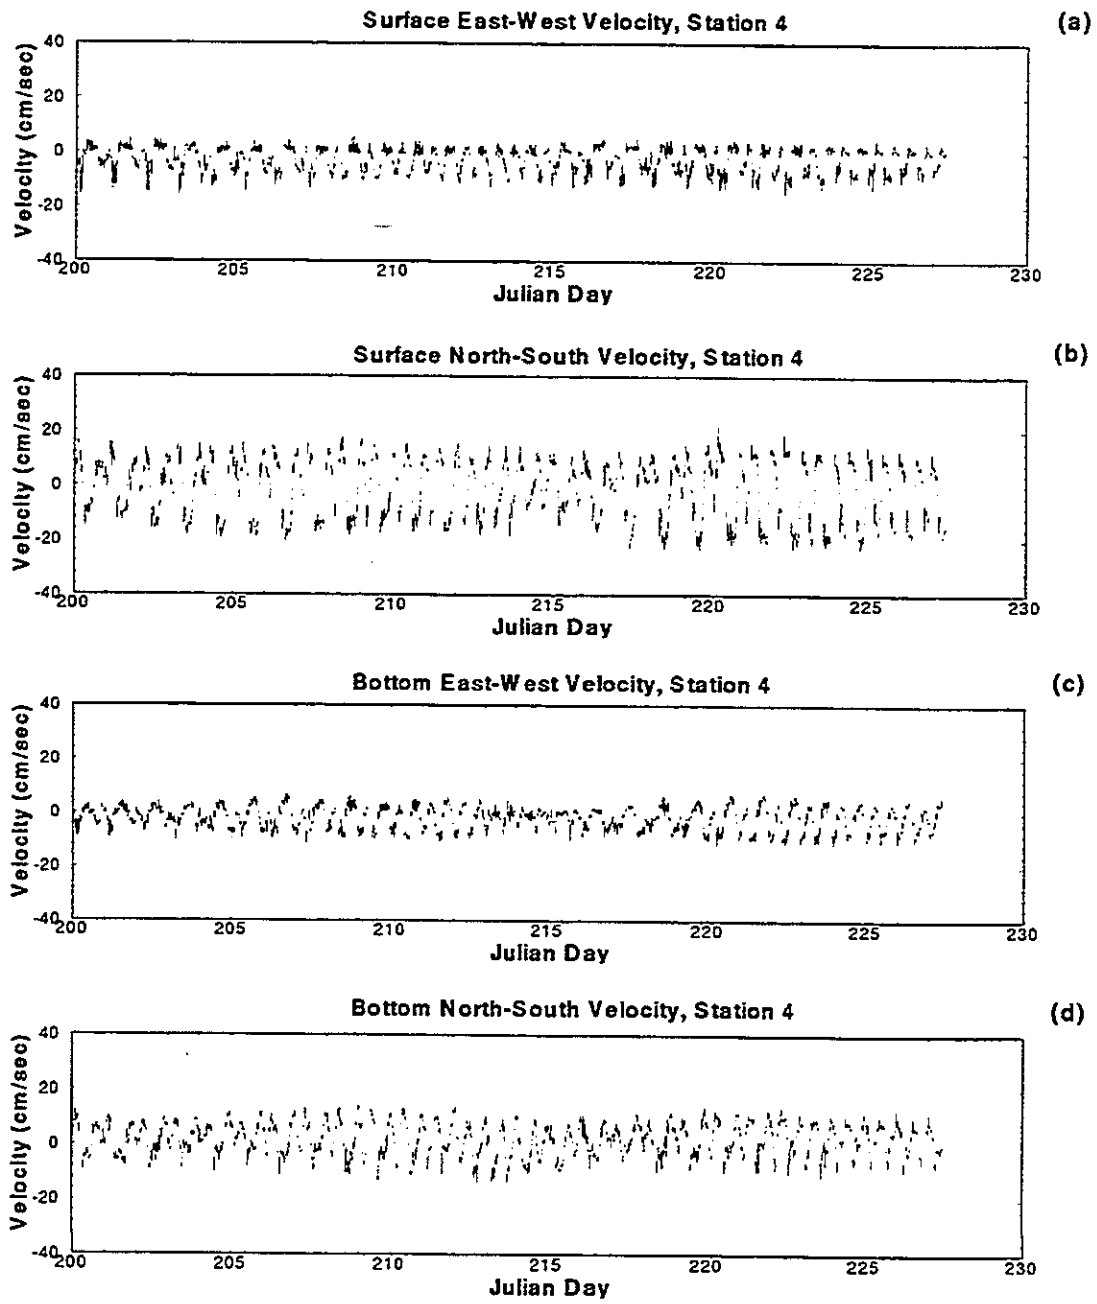 Surface East-West Velocity, Station 4
(a)
Velocity (cm/sec)
40
20
0
-20
-40
200 205 210 215 220 225 230
Julian Day
Surface North-South Velocity, Station 4
(b)
Velocity (cm/sec)
40
20
0
-20
-40
200 205 210 215 220 225 230
Julian Day
Bottom East-West Velocity, Station 4
(c)
Velocity (cm/sec)
40
20
0
-20
-40
200 205 210 215 220 225 230
Julian Day
Bottom North-South Velocity, Station 4
(d)
Velocity (cm/sec)
40
20
0
-20
-40
200 205 210 215 220 225 230
Julian Day